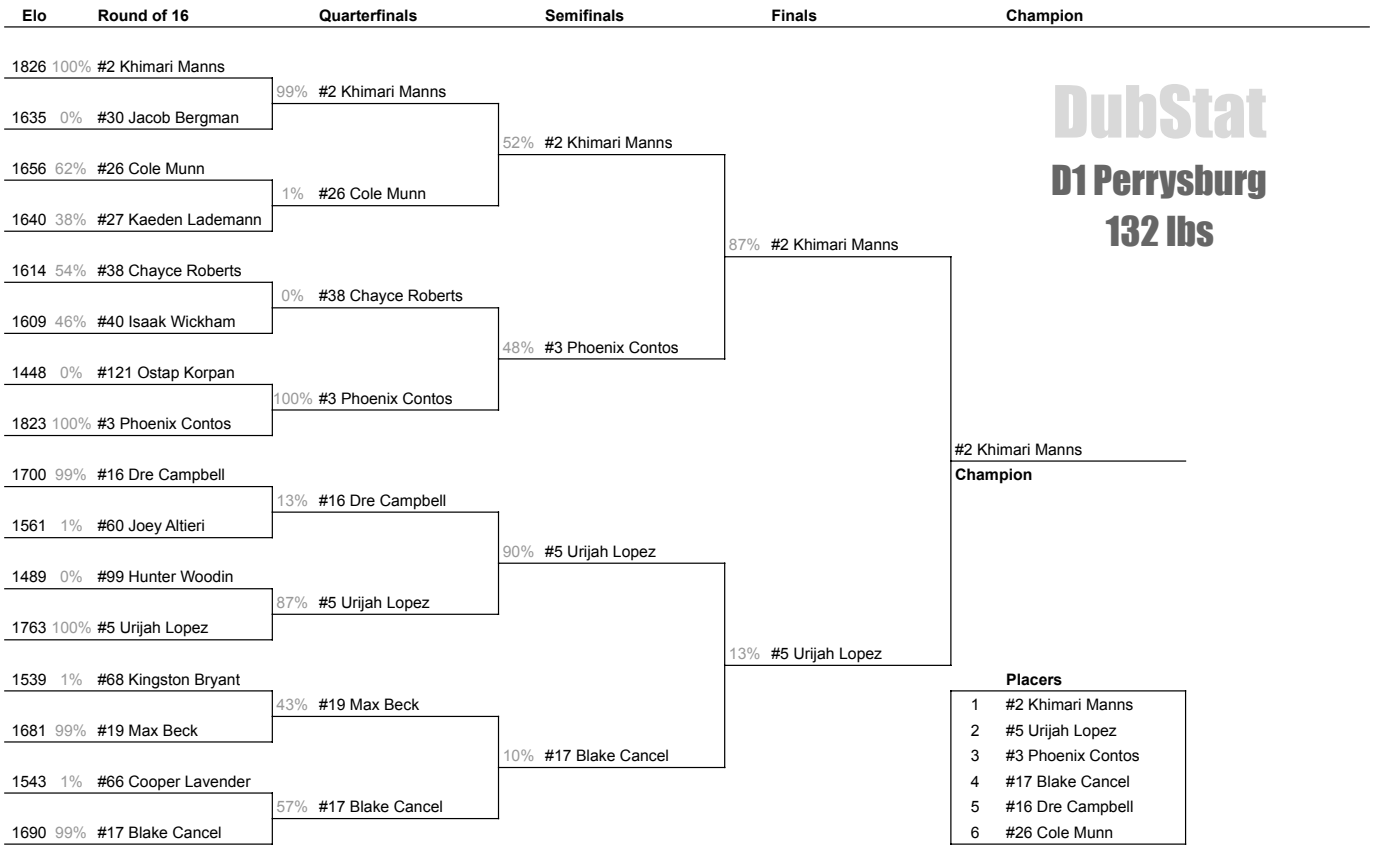 Elo Round of 16 Quarterfinals Semifinals Finals Champion
1826 100% #2 Khimari Manns
99% #2 Khimari Manns
1635 0% #30 Jacob Bergman
52% #2 Khimari Manns
1656 62% #26 Cole Munn
1% #26 Cole Munn
1640 38% #27 Kaeden Lademann
87% #2 Khimari Manns
1614 54% #38 Chayce Roberts
0% #38 Chayce Roberts
1609 46% #40 Isaak Wickham
48% #3 Phoenix Contos
1448 0% #121 Ostap Korpan
100% #3 Phoenix Contos
1823 100% #3 Phoenix Contos
#2 Khimari Manns
Champion
1700 99% #16 Dre Campbell
13% #16 Dre Campbell
1561 1% #60 Joey Altieri
90% #5 Urijah Lopez
1489 0% #99 Hunter Woodin
87% #5 Urijah Lopez
1763 100% #5 Urijah Lopez
13% #5 Urijah Lopez
1539 1% #68 Kingston Bryant
43% #19 Max Beck
1681 99% #19 Max Beck
10% #17 Blake Cancel
1543 1% #66 Cooper Lavender
57% #17 Blake Cancel
1690 99% #17 Blake Cancel
DubStat
D1 Perrysburg
132 lbs
Placers
1 #2 Khimari Manns
2 #5 Urijah Lopez
3 #3 Phoenix Contos
4 #17 Blake Cancel
5 #16 Dre Campbell
6 #26 Cole Munn